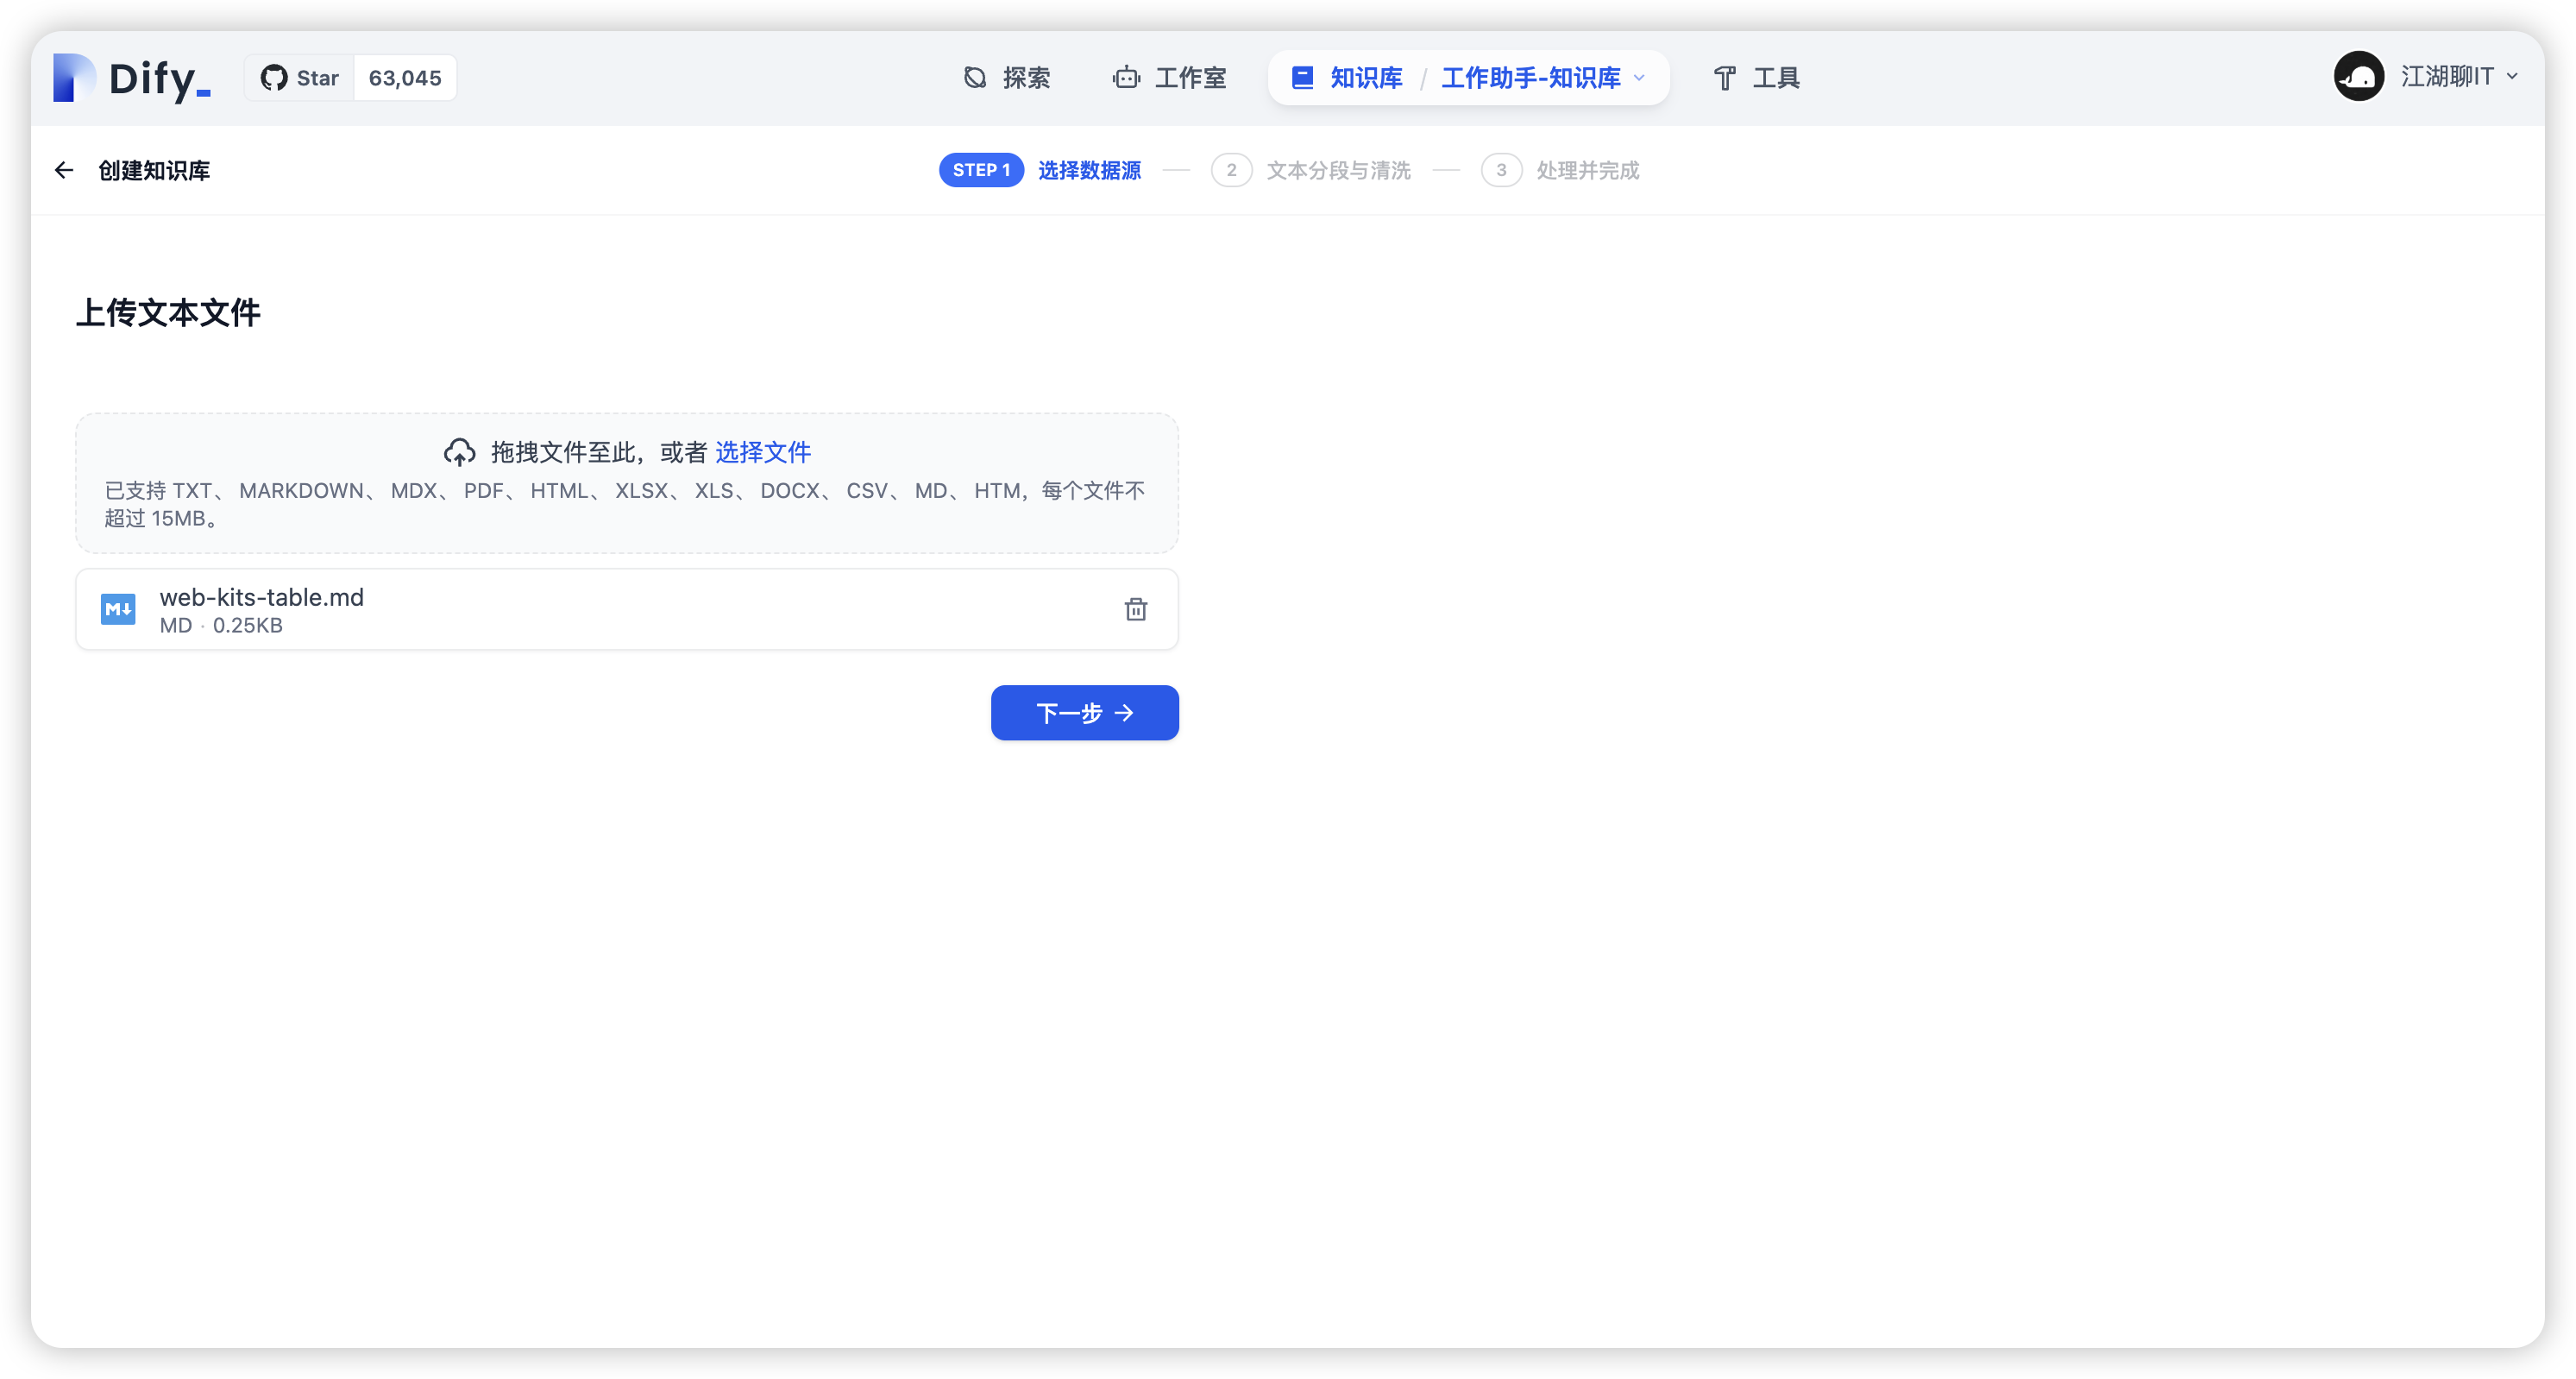 Dify_
Star 63,045
探索 工作室 知识库 / 工作助手-知识库 工具
江湖聊IT
创建知识库
STEP 1 选择数据源 2 文本分段与清洗 3 处理并完成
上传文本文件
拖拽文件至此，或者 选择文件
已支持 TXT、 MARKDOWN、 MDX、 PDF、 HTML、 XLSX、 XLS、 DOCX、 CSV、 MD、 HTM，每个文件不
超过 15MB。
M↓
web-kits-table.md
MD · 0.25KB
下一步 →